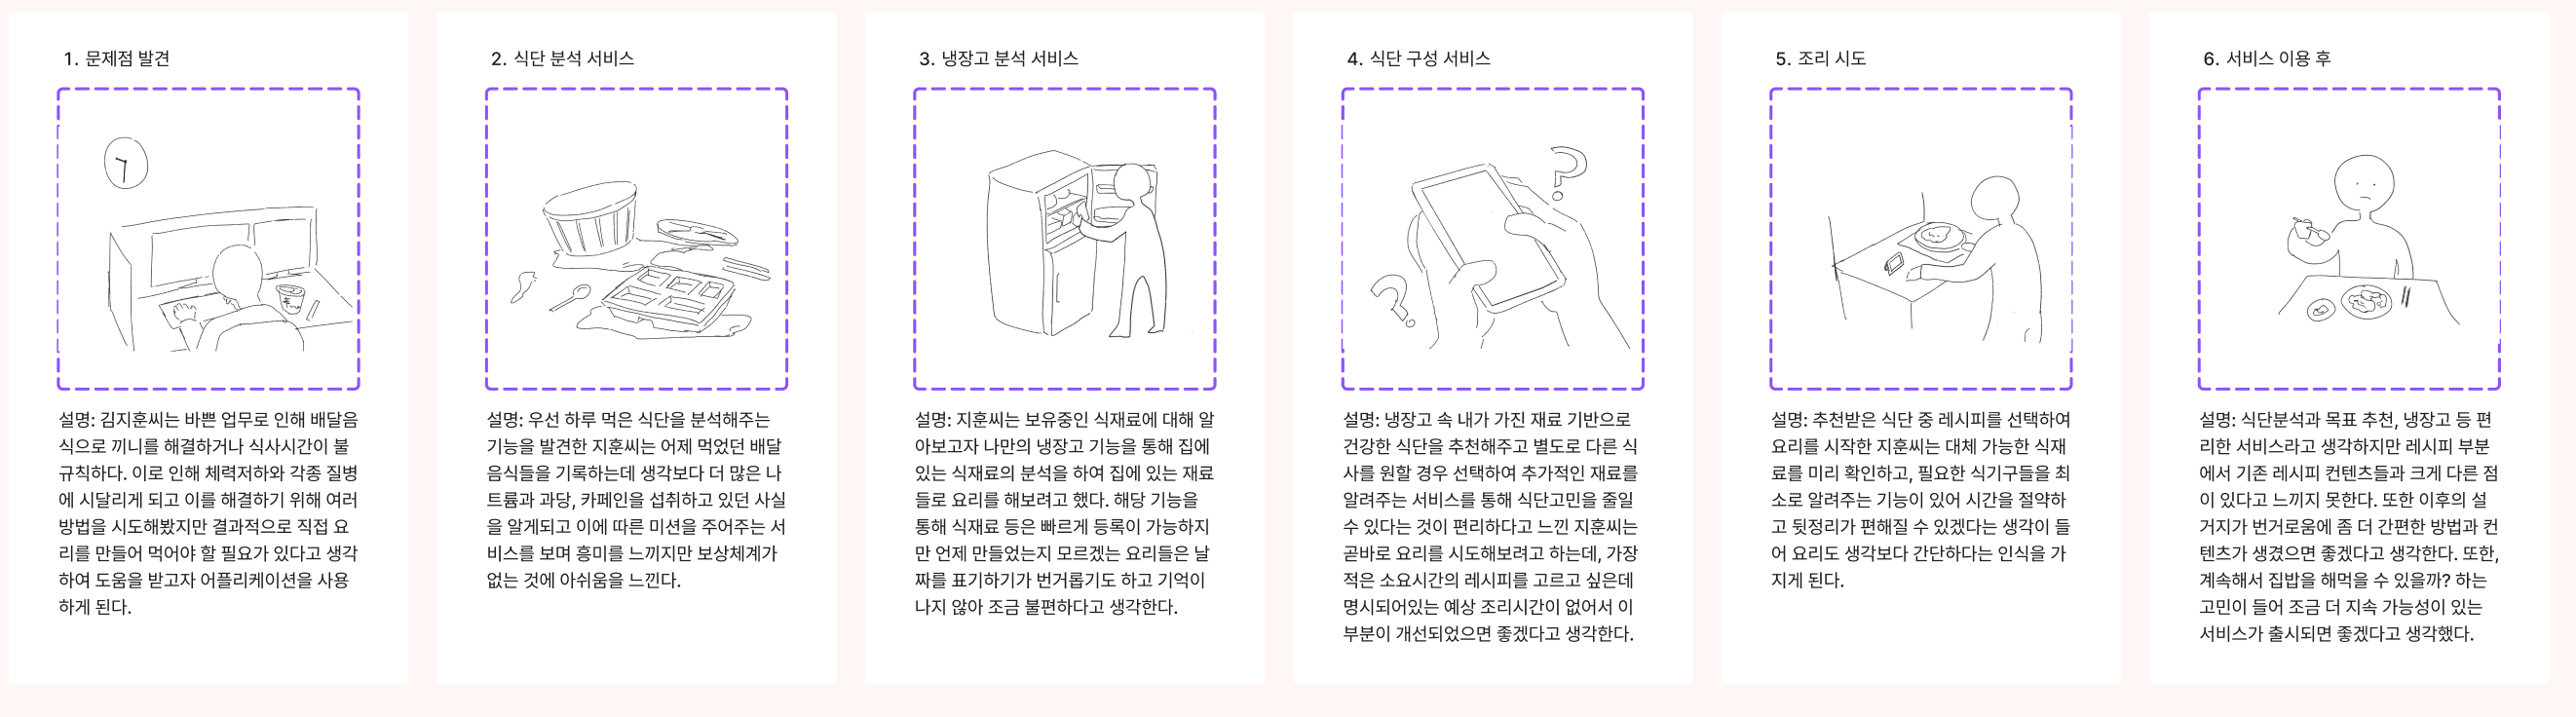 1. 문제점 발견
설명: 김지훈씨는 바쁜 업무로 인해 배달음
식으로 끼니를 해결하거나 식사시간이 불
규칙하다. 이로 인해 체력저하와 각종 질병
에 시달리게 되고 이를 해결하기 위해 여러
방법을 시도해봤지만 결과적으로 직접 요
리를 만들어 먹어야 할 필요가 있다고 생각
하여 도움을 받고자 어플리케이션을 사용
하게 된다.
2. 식단 분석 서비스
설명: 우선 하루 먹은 식단을 분석해주는
기능을 발견한 지훈씨는 어제 먹었던 배달
음식들을 기록하는데 생각보다 더 많은 나
트륨과 과당, 카페인을 섭취하고 있던 사실
을 알게되고 이에 따른 미션을 주어주는 서
비스를 보며 흥미를 느끼지만 보상체계가
없는 것에 아쉬움을 느낀다.
3. 냉장고 분석 서비스
설명: 지훈씨는 보유중인 식재료에 대해 알
아보고자 나만의 냉장고 기능을 통해 집에
있는 식재료의 분석을 하여 집에 있는 재료
들로 요리를 해보려고 했다. 해당 기능을
통해 식재료 등은 빠르게 등록이 가능하지
만 언제 만들었는지 모르겠는 요리들은 날
짜를 표기하기가 번거롭기도 하고 기억이
나지 않아 조금 불편하다고 생각한다.
4. 식단 구성 서비스
설명: 냉장고 속 내가 가진 재료 기반으로
건강한 식단을 추천해주고 별도로 다른 식
사를 원할 경우 선택하여 추가적인 재료를
알려주는 서비스를 통해 식단고민을 줄일
수 있다는 것이 편리하다고 느낀 지훈씨는
곧바로 요리를 시도해보려고 하는데, 가장
적은 소요시간의 레시피를 고르고 싶은데
명시되어있는 예상 조리시간이 없어서 이
부분이 개선되었으면 좋겠다고 생각한다.
5. 조리 시도
설명: 추천받은 식단 중 레시피를 선택하여
요리를 시작한 지훈씨는 대체 가능한 식재
료를 미리 확인하고, 필요한 식기구들을 최
소로 알려주는 기능이 있어 시간을 절약하
고 뒷정리가 편해질 수 있겠다는 생각이 들
어 요리도 생각보다 간단하다는 인식을 가
지게 된다.
6. 서비스 이용 후
설명: 식단분석과 목표 추천, 냉장고 등 편
리한 서비스라고 생각하지만 레시피 부분
에서 기존 레시피 컨텐츠들과 크게 다른 점
이 있다고 느끼지 못한다. 또한 이후의 설
거지가 번거로움에 좀 더 간편한 방법과 컨
텐츠가 생겼으면 좋겠다고 생각한다. 또한,
계속해서 집밥을 해먹을 수 있을까? 하는
고민이 들어 조금 더 지속 가능성이 있는
서비스가 출시되면 좋겠다고 생각했다.